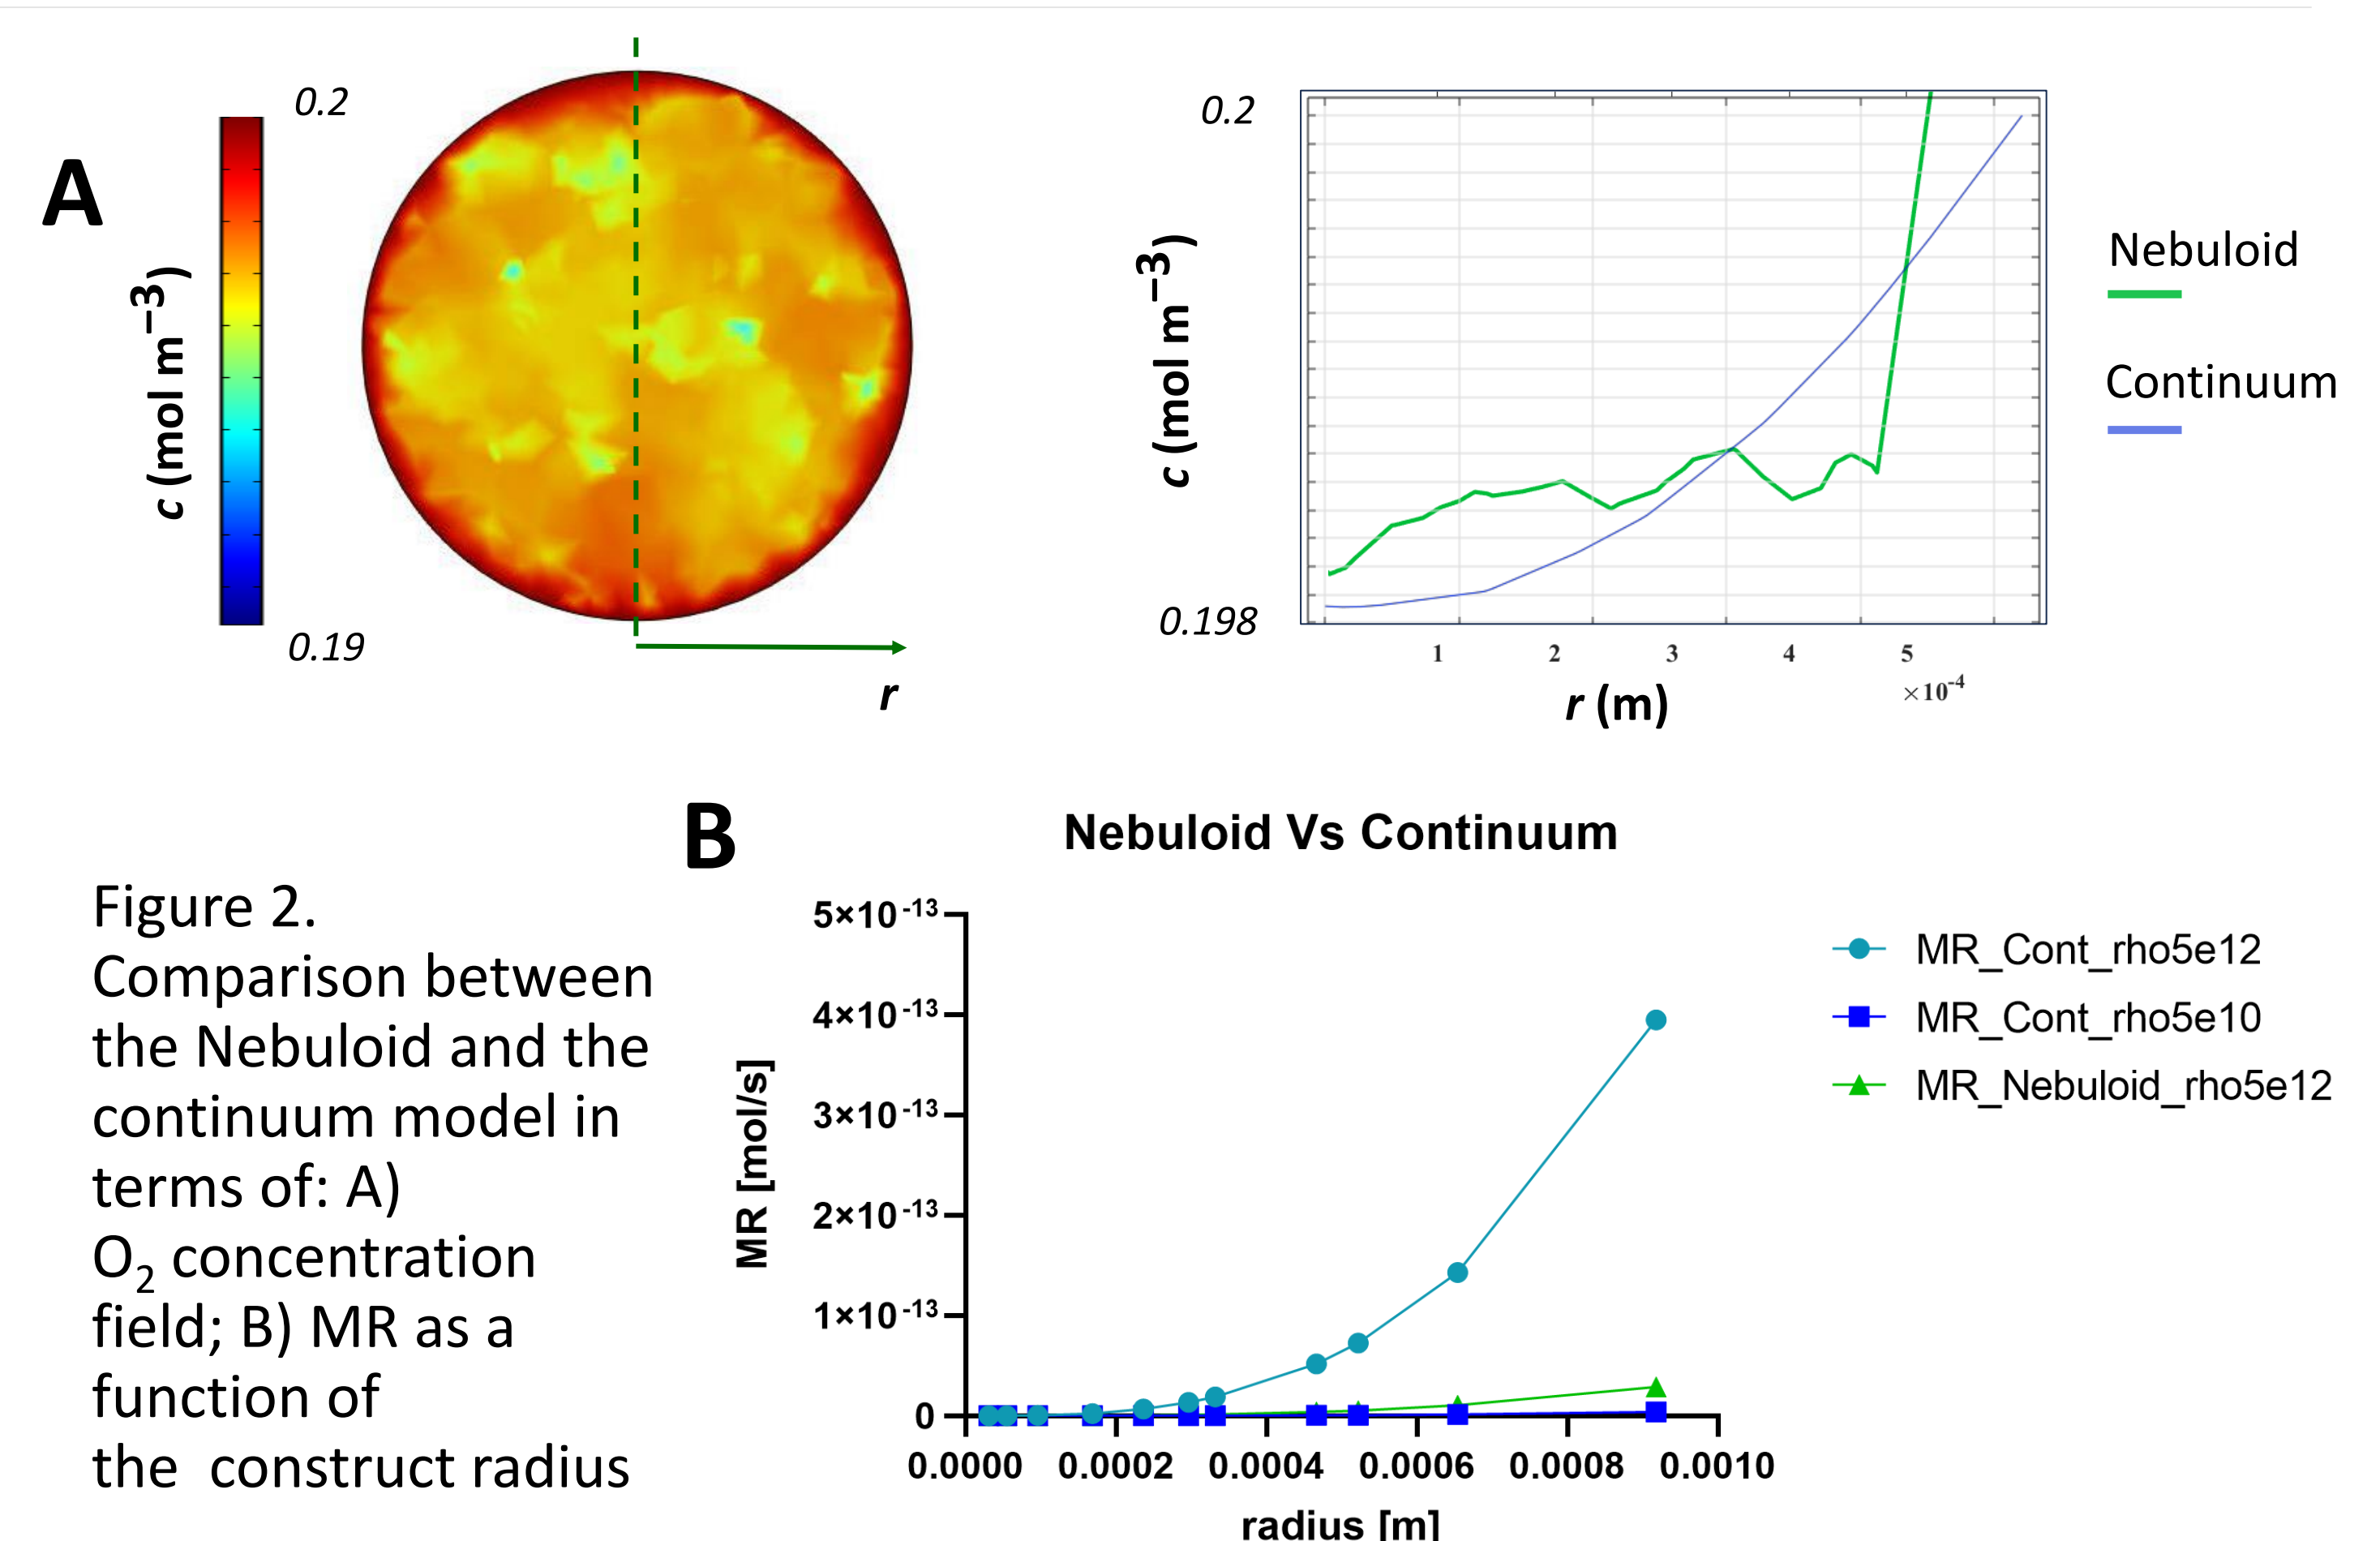 A
0.2
c (mol m⁻³)
0.19
r
0.2
c (mol m⁻³)
0.198
1 2 3 4 5
×10⁻⁴
r (m)
Nebuloid
Continuum
Figure 2.
Comparison between
the Nebuloid and the
continuum model in
terms of: A)
O₂ concentration
field; B) MR as a
function of
the construct radius
B
Nebuloid Vs Continuum
5×10⁻¹³
4×10⁻¹³
3×10⁻¹³
2×10⁻¹³
1×10⁻¹³
0
MR [mol/s]
0.0000 0.0002 0.0004 0.0006 0.0008 0.0010
radius [m]
MR_Cont_rho5e12
MR_Cont_rho5e10
MR_Nebuloid_rho5e12